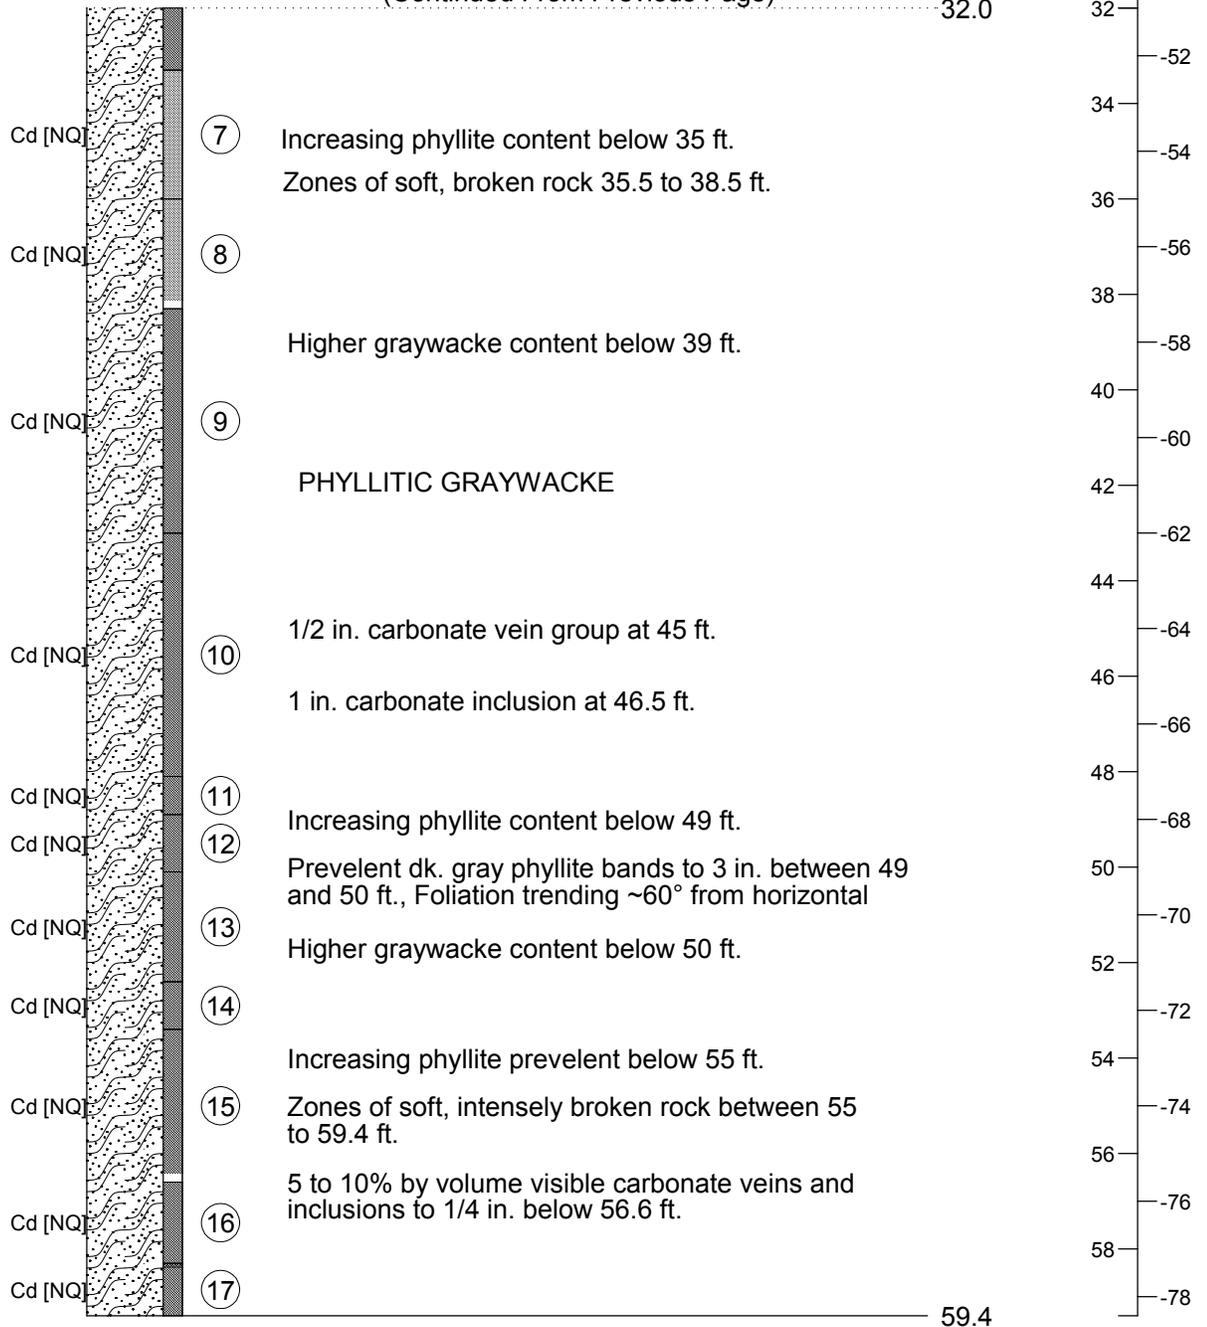 (Continued From Previous Page)
32.0
32
-52
34
Cd [NQ] 7 Increasing phyllite content below 35 ft.
-54
Zones of soft, broken rock 35.5 to 38.5 ft.
36
-56
Cd [NQ] 8
38
Higher graywacke content below 39 ft.
-58
40
Cd [NQ] 9
-60
PHYLLITIC GRAYWACKE
42
-62
44
1/2 in. carbonate vein group at 45 ft.
-64
Cd [NQ] 10
46
1 in. carbonate inclusion at 46.5 ft.
-66
48
Cd [NQ] 11
Increasing phyllite content below 49 ft.
-68
Cd [NQ] 12
Prevelent dk. gray phyllite bands to 3 in. between 49
50
and 50 ft., Foliation trending ~60° from horizontal
-70
Cd [NQ] 13
Higher graywacke content below 50 ft.
52
Cd [NQ] 14
-72
Increasing phyllite prevelent below 55 ft.
54
Cd [NQ] 15 Zones of soft, intensely broken rock between 55
-74
to 59.4 ft.
56
5 to 10% by volume visible carbonate veins and
-76
inclusions to 1/4 in. below 56.6 ft.
Cd [NQ] 16
58
Cd [NQ] 17
-78
59.4